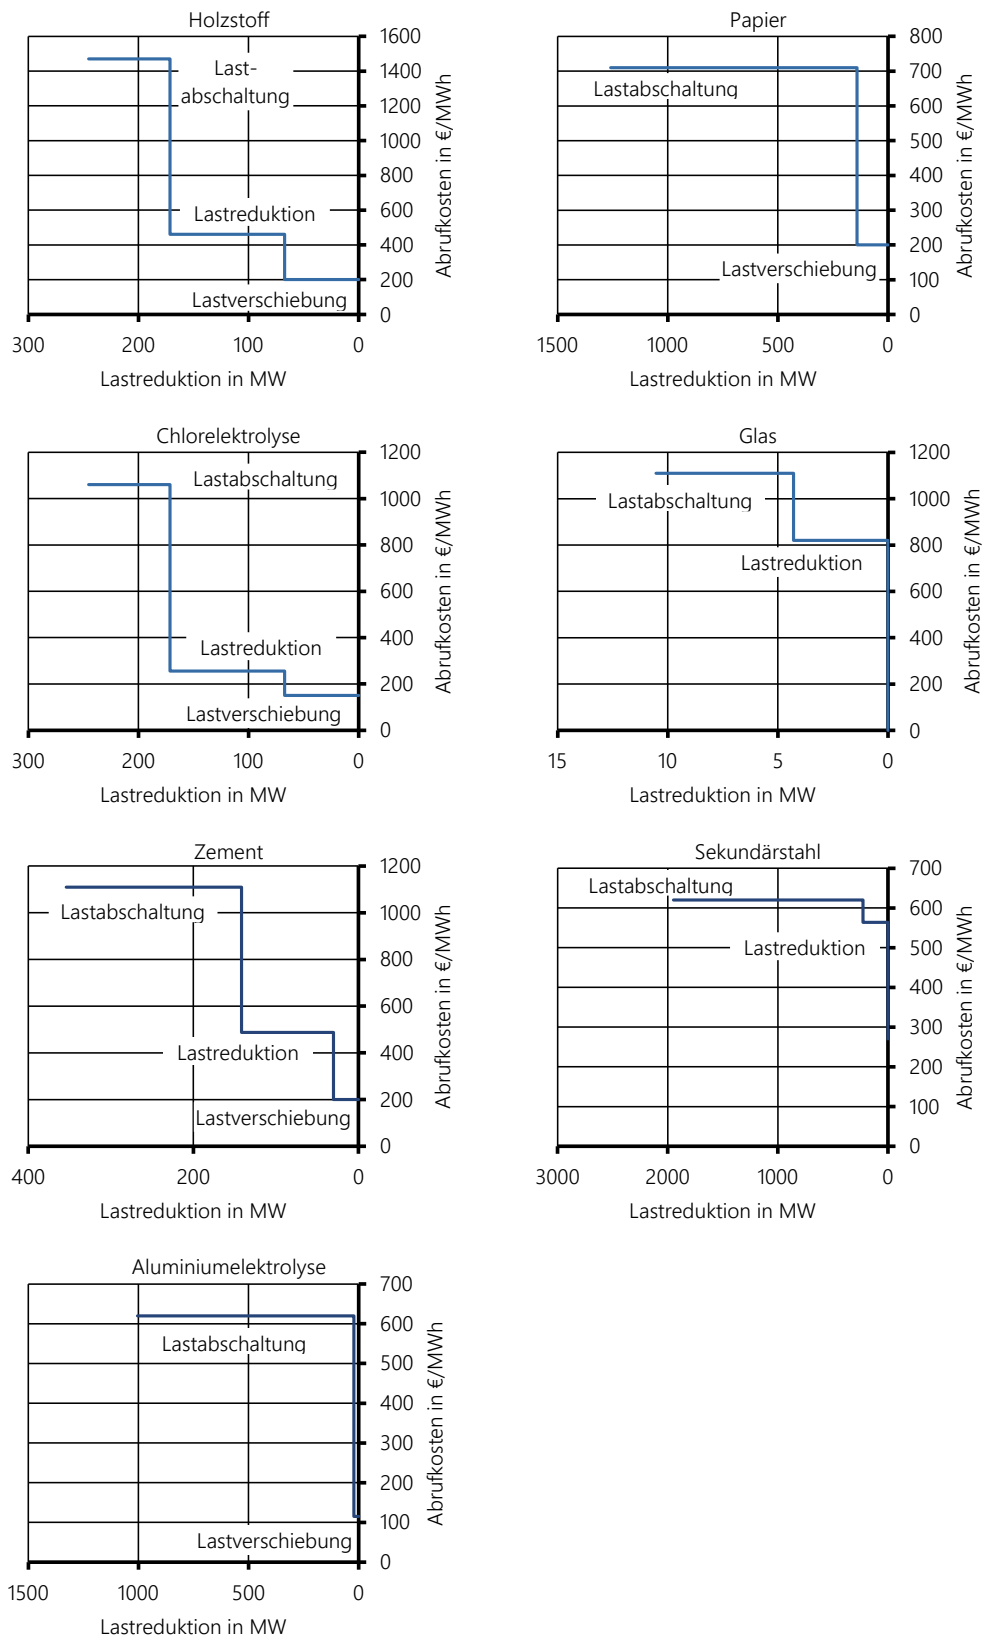 Holzstoff
1600
1400
1200
1000
800
600
400
200
0
Abrufkosten in €/MWh
Last-
abschaltung
Lastreduktion
Lastverschiebung
300 200 100 0
Lastreduktion in MW
Papier
800
700
600
500
400
300
200
100
0
Abrufkosten in €/MWh
Lastabschaltung
Lastverschiebung
1500 1000 500 0
Lastreduktion in MW
Chlorelektrolyse
1200
1000
800
600
400
200
0
Abrufkosten in €/MWh
Lastabschaltung
Lastreduktion
Lastverschiebung
300 200 100 0
Lastreduktion in MW
Glas
1200
1000
800
600
400
200
0
Abrufkosten in €/MWh
Lastabschaltung
Lastreduktion
15 10 5 0
Lastreduktion in MW
Zement
1200
1000
800
600
400
200
0
Abrufkosten in €/MWh
Lastabschaltung
Lastreduktion
Lastverschiebung
400 200 0
Lastreduktion in MW
Sekundärstahl
700
600
500
400
300
200
100
0
Abrufkosten in €/MWh
Lastabschaltung
Lastreduktion
3000 2000 1000 0
Lastreduktion in MW
Aluminiumelektrolyse
700
600
500
400
300
200
100
0
Abrufkosten in €/MWh
Lastabschaltung
Lastverschiebung
1500 1000 500 0
Lastreduktion in MW